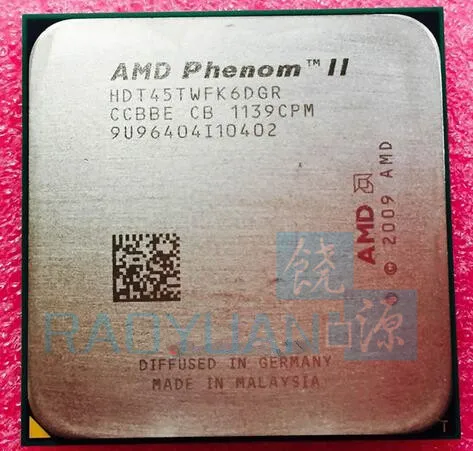 AMD Phenom™ II
HDT45TWFK6DGR
CCBBE CB 1139CPM
9U96404I10402
AMD
© 2009 AMD
饶
源
RAOYUAN
DIFFUSED IN GERMANY
MADE IN MALAYSIA
T